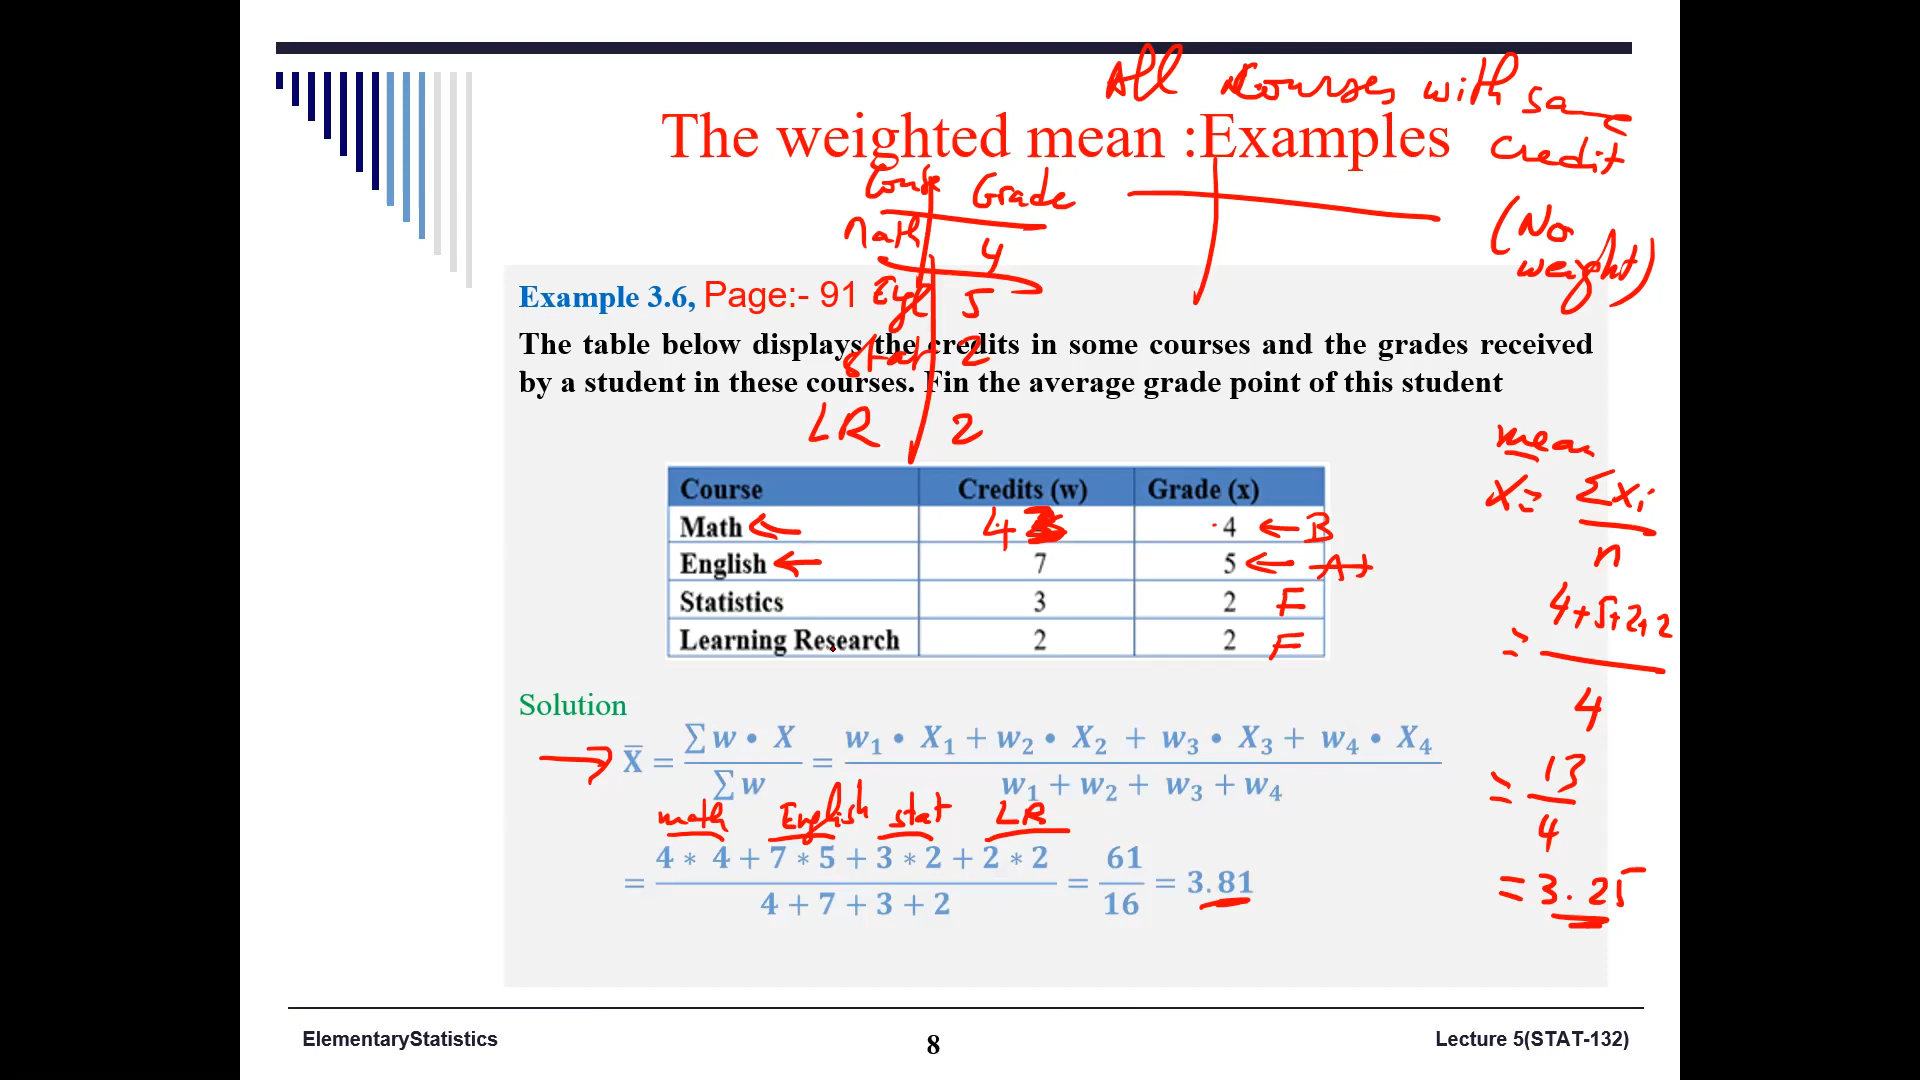 All Courses with same
credit
(No
weight)
The weighted mean :Examples
Course Grade
Math 4
Engl 5
stat 2
LR 2
Example 3.6, Page:- 91
The table below displays the credits in some courses and the grades received
by a student in these courses. Fin the average grade point of this student
Course Credits (w) Grade (x)
Math ← 4 · 4 ← B
English ← 7 5 ← A+
Statistics 3 2 F
Learning Research 2 2 F
mean
X = ΣXi / n
= 4+5+2+2 / 4
= 13 / 4
= 3.25
Solution
→ X̅ = ∑ w • X / ∑ w = w₁ • X₁ + w₂ • X₂ + w₃ • X₃ + w₄ • X₄ / w₁ + w₂ + w₃ + w₄
math English stat LR
= 4 * 4 + 7 * 5 + 3 * 2 + 2 * 2 / 4 + 7 + 3 + 2 = 61 / 16 = 3.81
ElementaryStatistics 8 Lecture 5(STAT-132)